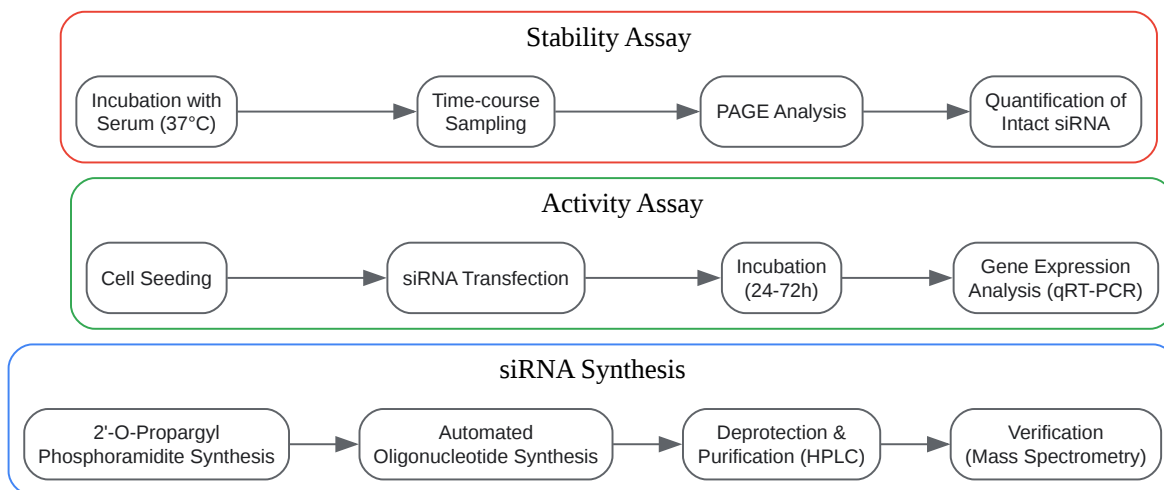 Stability Assay
Incubation with
Serum (37°C)
Time-course
Sampling
PAGE Analysis
Quantification of
Intact siRNA
Activity Assay
Cell Seeding
siRNA Transfection
Incubation
(24-72h)
Gene Expression
Analysis (qRT-PCR)
siRNA Synthesis
2'-O-Propargyl
Phosphoramidite Synthesis
Automated
Oligonucleotide Synthesis
Deprotection &
Purification (HPLC)
Verification
(Mass Spectrometry)